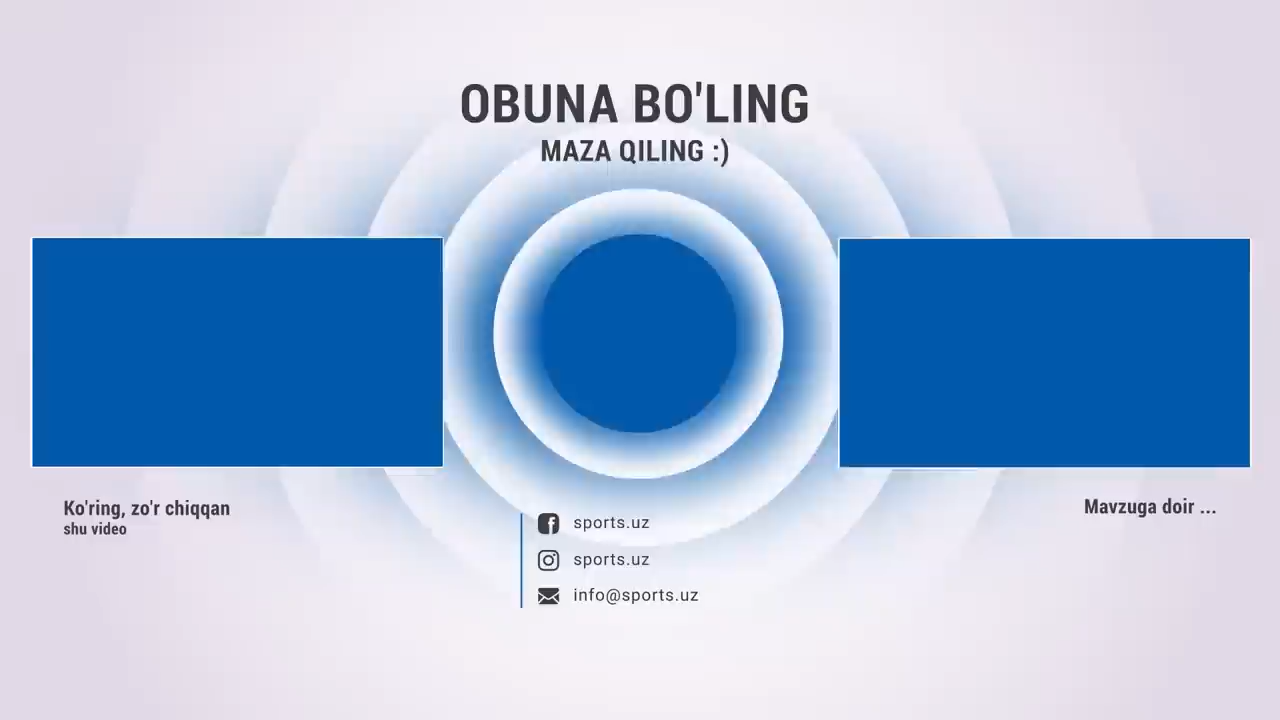 OBUNA BO'LING
MAZA QILING :)
Ko'ring, zo'r chiqqan
shu video
Mavzuga doir ...
sports.uz
sports.uz
info@sports.uz